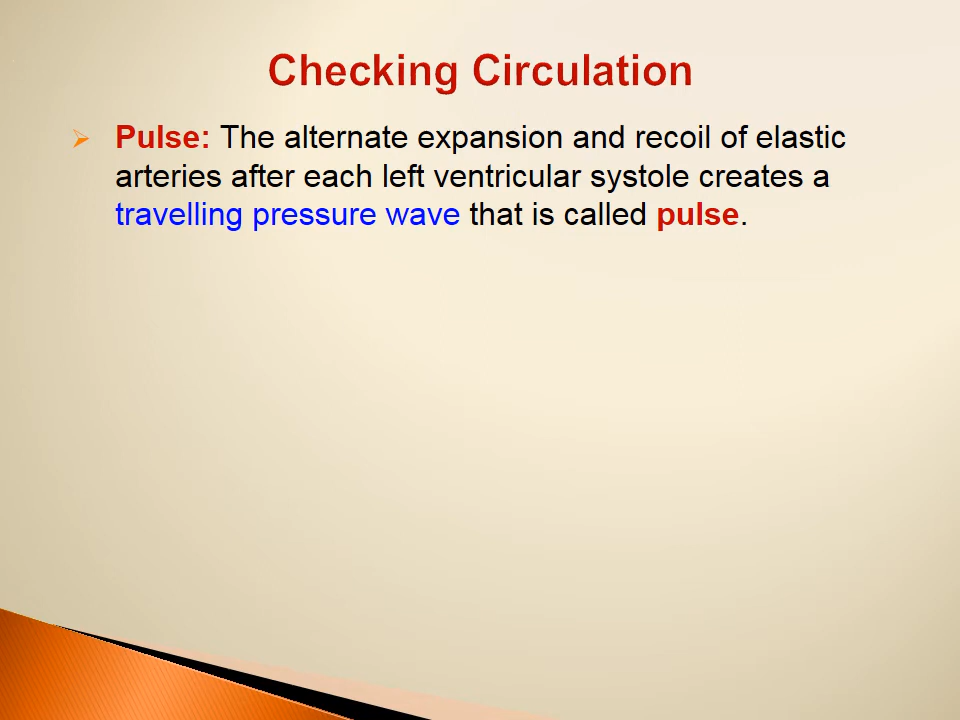 Checking Circulation
Pulse: The alternate expansion and recoil of elastic
arteries after each left ventricular systole creates a
travelling pressure wave that is called pulse.